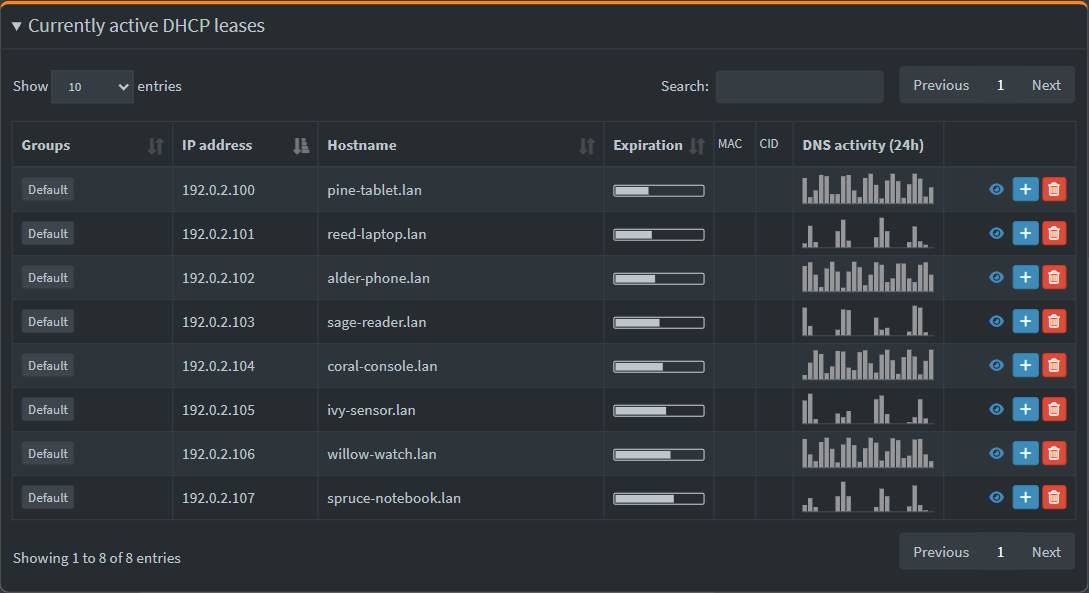 Currently active DHCP leases
Show 10 entries Search: Previous 1 Next
Groups IP address Hostname Expiration MAC CID DNS activity (24h)
Default 192.0.2.100 pine-tablet.lan
Default 192.0.2.101 reed-laptop.lan
Default 192.0.2.102 alder-phone.lan
Default 192.0.2.103 sage-reader.lan
Default 192.0.2.104 coral-console.lan
Default 192.0.2.105 ivy-sensor.lan
Default 192.0.2.106 willow-watch.lan
Default 192.0.2.107 spruce-notebook.lan
Showing 1 to 8 of 8 entries Previous 1 Next